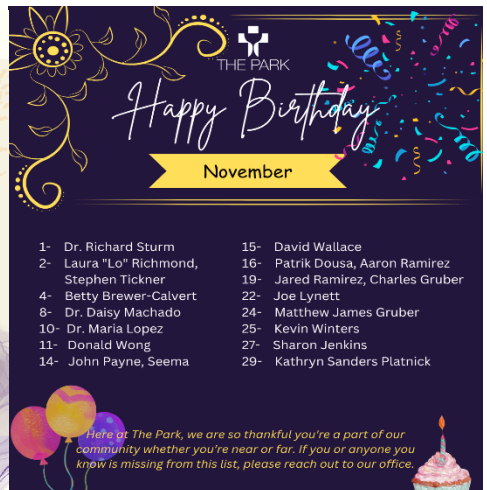 THE PARK
Happy Birthday
November
1- Dr. Richard Sturm
2- Laura "Lo" Richmond,
Stephen Tickner
4- Betty Brewer-Calvert
8- Dr. Daisy Machado
10- Dr. Maria Lopez
11- Donald Wong
14- John Payne, Seema
15- David Wallace
16- Patrik Dousa, Aaron Ramirez
19- Jared Ramirez, Charles Gruber
22- Joe Lynett
24- Matthew James Gruber
25- Kevin Winters
27- Sharon Jenkins
29- Kathryn Sanders Platnick
Here at The Park, we are so thankful you're a part of our
community whether you're near or far. If you or anyone you
know is missing from this list, please reach out to our office.